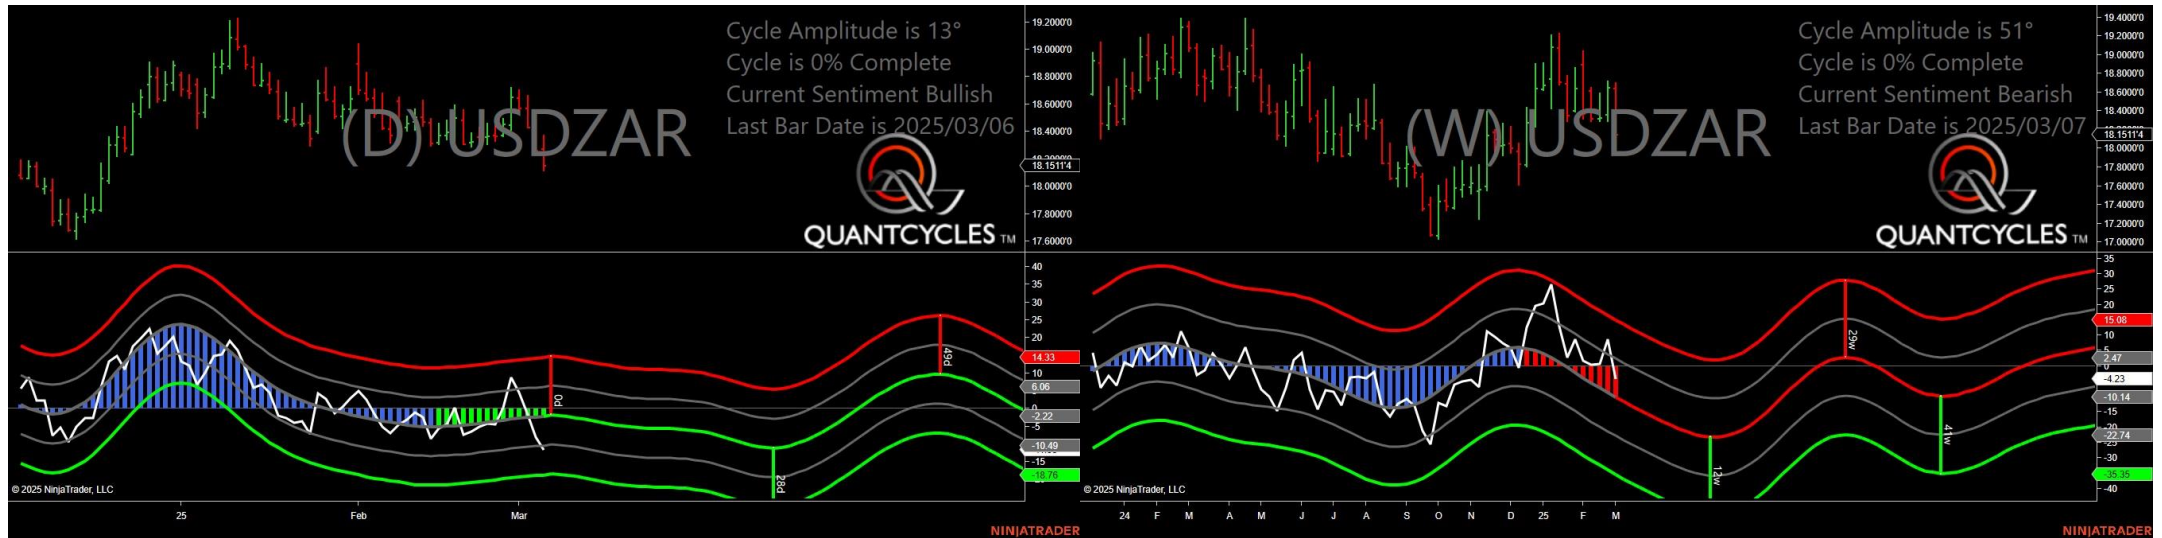 Cycle Amplitude is 13°
Cycle is 0% Complete
Current Sentiment Bullish
Last Bar Date is 2025/03/06
(D) USDZAR
QUANTCYCLES TM
19.2000'0
19.0000'0
18.8000'0
18.6000'0
18.4000'0
18.1511'4
18.0000'0
17.8000'0
17.6000'0
40
35
30
25
20
14.33
10
6.06
0
-2.22
-5
-10.49
-15
-18.76
0d
28d
49d
© 2025 NinjaTrader, LLC
25
Feb
Mar
NINJATRADER
Cycle Amplitude is 51°
Cycle is 0% Complete
Current Sentiment Bearish
Last Bar Date is 2025/03/07
(W) USDZAR
QUANTCYCLES TM
19.4000'0
19.2000'0
19.0000'0
18.8000'0
18.6000'0
18.4000'0
18.1511'4
18.0000'0
17.8000'0
17.6000'0
17.4000'0
17.2000'0
17.0000'0
35
30
25
20
15.08
10
5
2.47
0
-4.23
-10.14
-15
-22.74
-25
-30
-35.35
-40
12w
29w
41w
© 2025 NinjaTrader, LLC
24
F
M
A
M
J
J
A
S
O
N
D
25
F
M
NINJATRADER